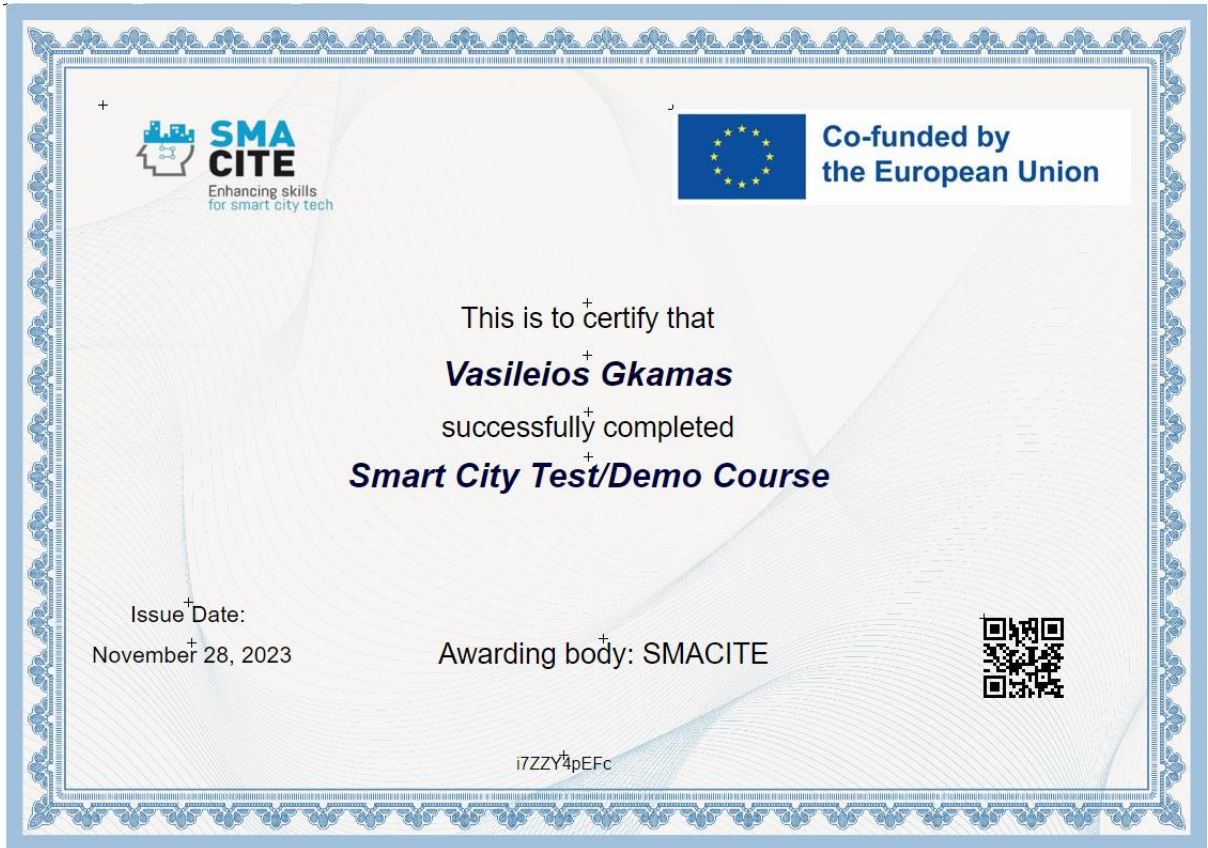 SMA
CITE
Enhancing skills
for smart city tech
Co-funded by
the European Union
This is to certify that
Vasileios Gkamas
successfully completed
Smart City Test/Demo Course
Issue Date:
November 28, 2023
Awarding body: SMACITE
i7ZZY4pEFc